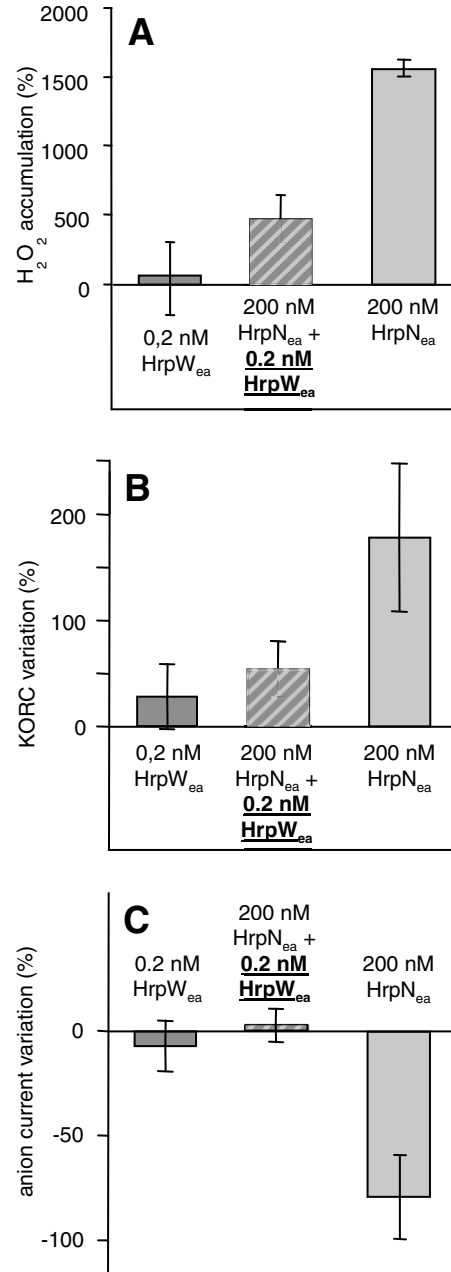 A
H2O2 accumulation (%)
2000
1500
1000
500
0
0,2 nM
HrpWea
200 nM
HrpNea +
0.2 nM
HrpWea
200 nM
HrpNea
B
KORC variation (%)
200
100
0
0,2 nM
HrpWea
200 nM
HrpNea +
0.2 nM
HrpWea
200 nM
HrpNea
C
anion current variation (%)
0.2 nM
HrpWea
200 nM
HrpNea +
0.2 nM
HrpWea
200 nM
HrpNea
0
-50
-100